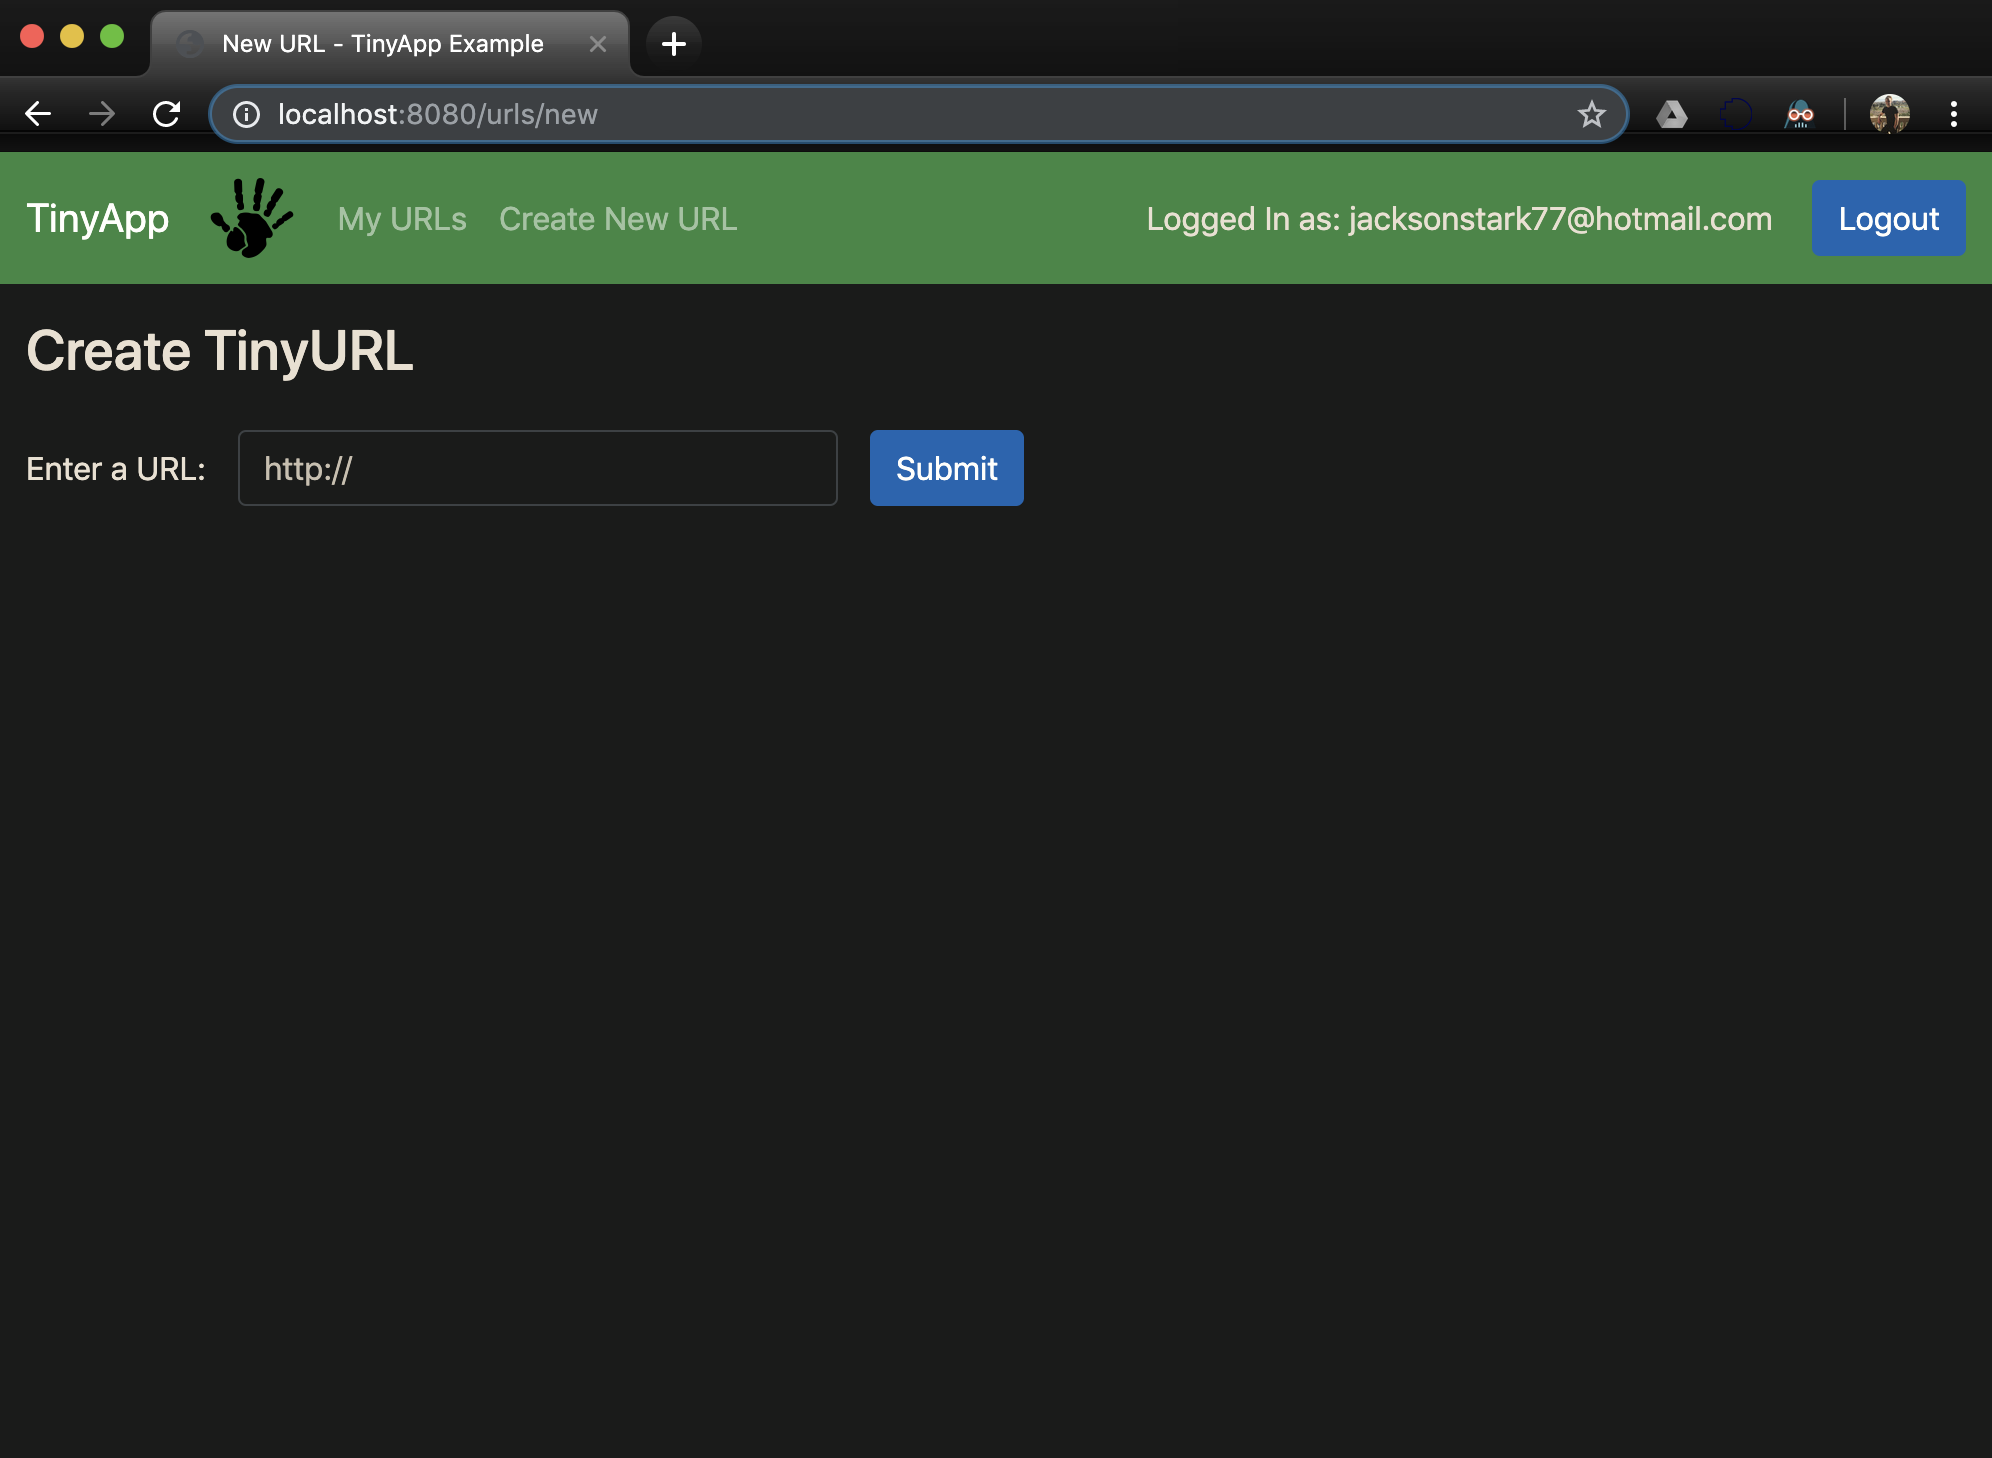 New URL - TinyApp Example
localhost:8080/urls/new
TinyApp My URLs Create New URL Logged In as: jacksonstark77@hotmail.com Logout
Create TinyURL
Enter a URL: http:// Submit